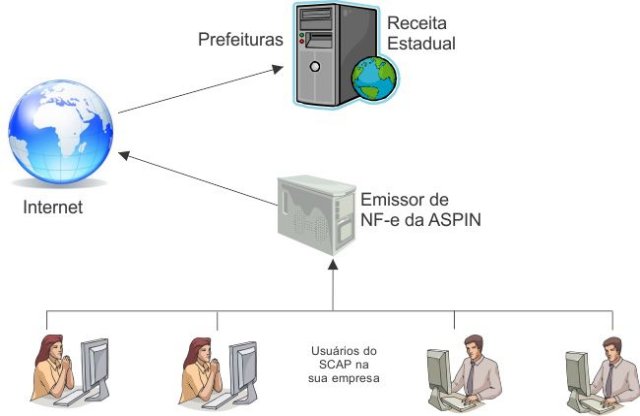 Prefeituras
Receita
Estadual
Internet
Emissor de
NF-e da ASPIN
Usuários do
SCAP na
sua empresa